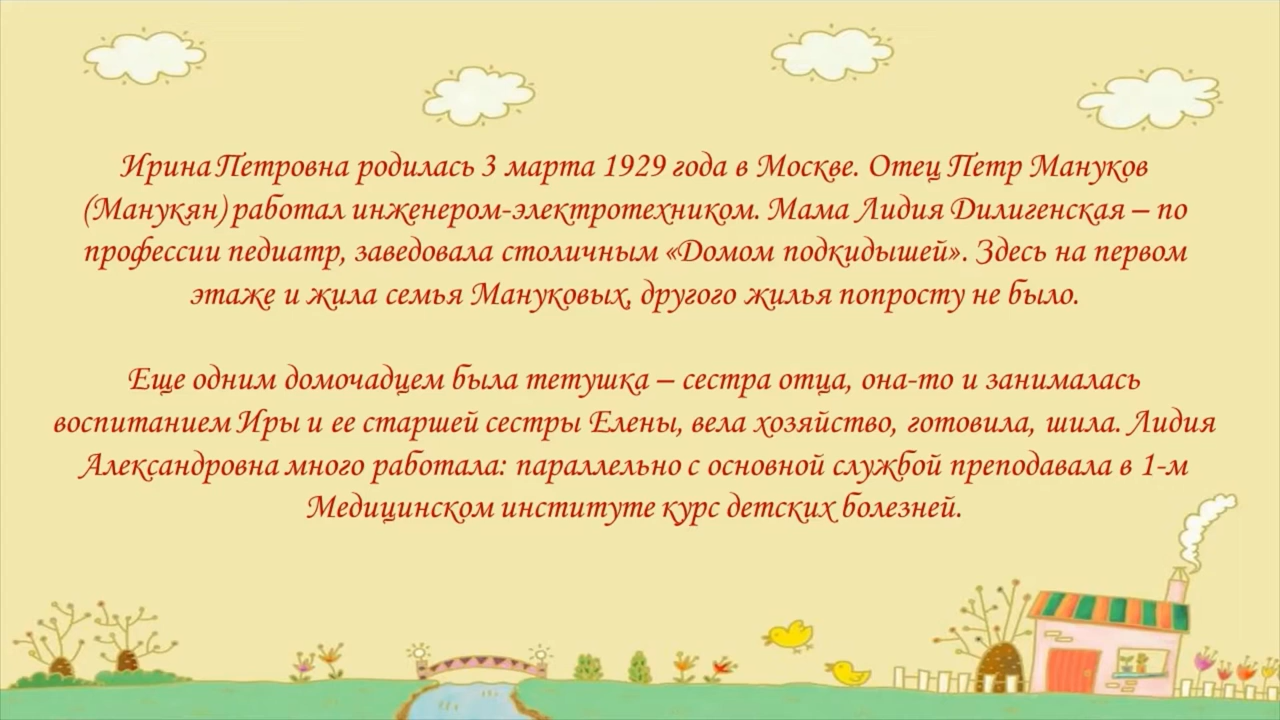 Ирина Петровна родилась 3 марта 1929 года в Москве. Отец Петр Мануков
(Манукян) работал инженером-электротехником. Мама Лидия Дилигенская – по
профессии педиатр, заведовала столичным «Домом подкидышей». Здесь на первом
этаже и жила семья Мануковых, другого жилья попросту не было.
Еще одним домочадцем была тетушка – сестра отца, она-то и занималась
воспитанием Иры и ее старшей сестры Елены, вела хозяйство, готовила, шила. Лидия
Александровна много работала: параллельно с основной службой преподавала в 1-м
Медицинском институте курс детских болезней.